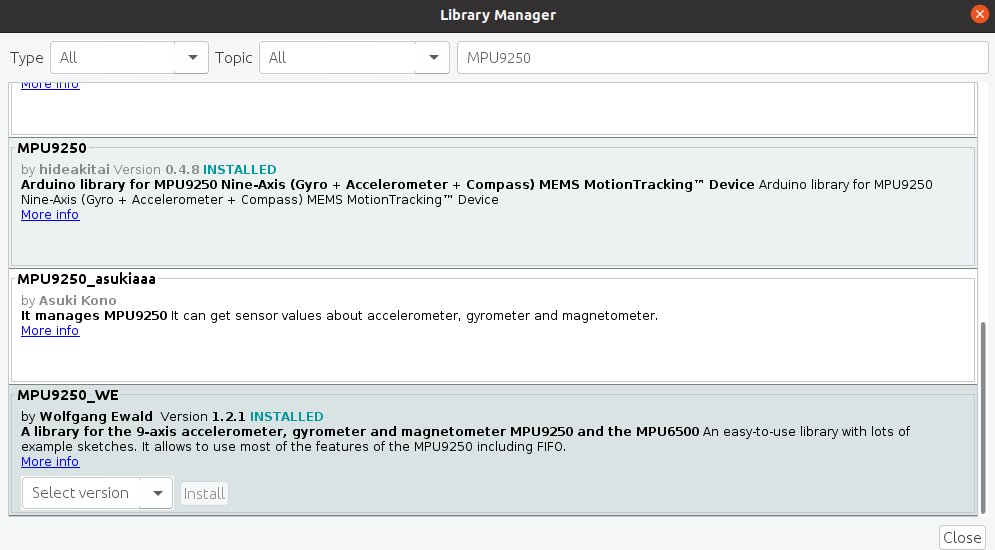 Library Manager
Type All Topic All MPU9250
More info
MPU9250
by hideakitai Version 0.4.8 INSTALLED
Arduino library for MPU9250 Nine-Axis (Gyro + Accelerometer + Compass) MEMS MotionTracking™ Device Arduino library for MPU9250
Nine-Axis (Gyro + Accelerometer + Compass) MEMS MotionTracking™ Device
More info
MPU9250_asukiaaa
by Asuki Kono
It manages MPU9250 It can get sensor values about accelerometer, gyrometer and magnetometer.
More info
MPU9250_WE
by Wolfgang Ewald Version 1.2.1 INSTALLED
A library for the 9-axis accelerometer, gyrometer and magnetometer MPU9250 and the MPU6500 An easy-to-use library with lots of
example sketches. It allows to use most of the features of the MPU9250 including FIFO.
More info
Select version Install
Close